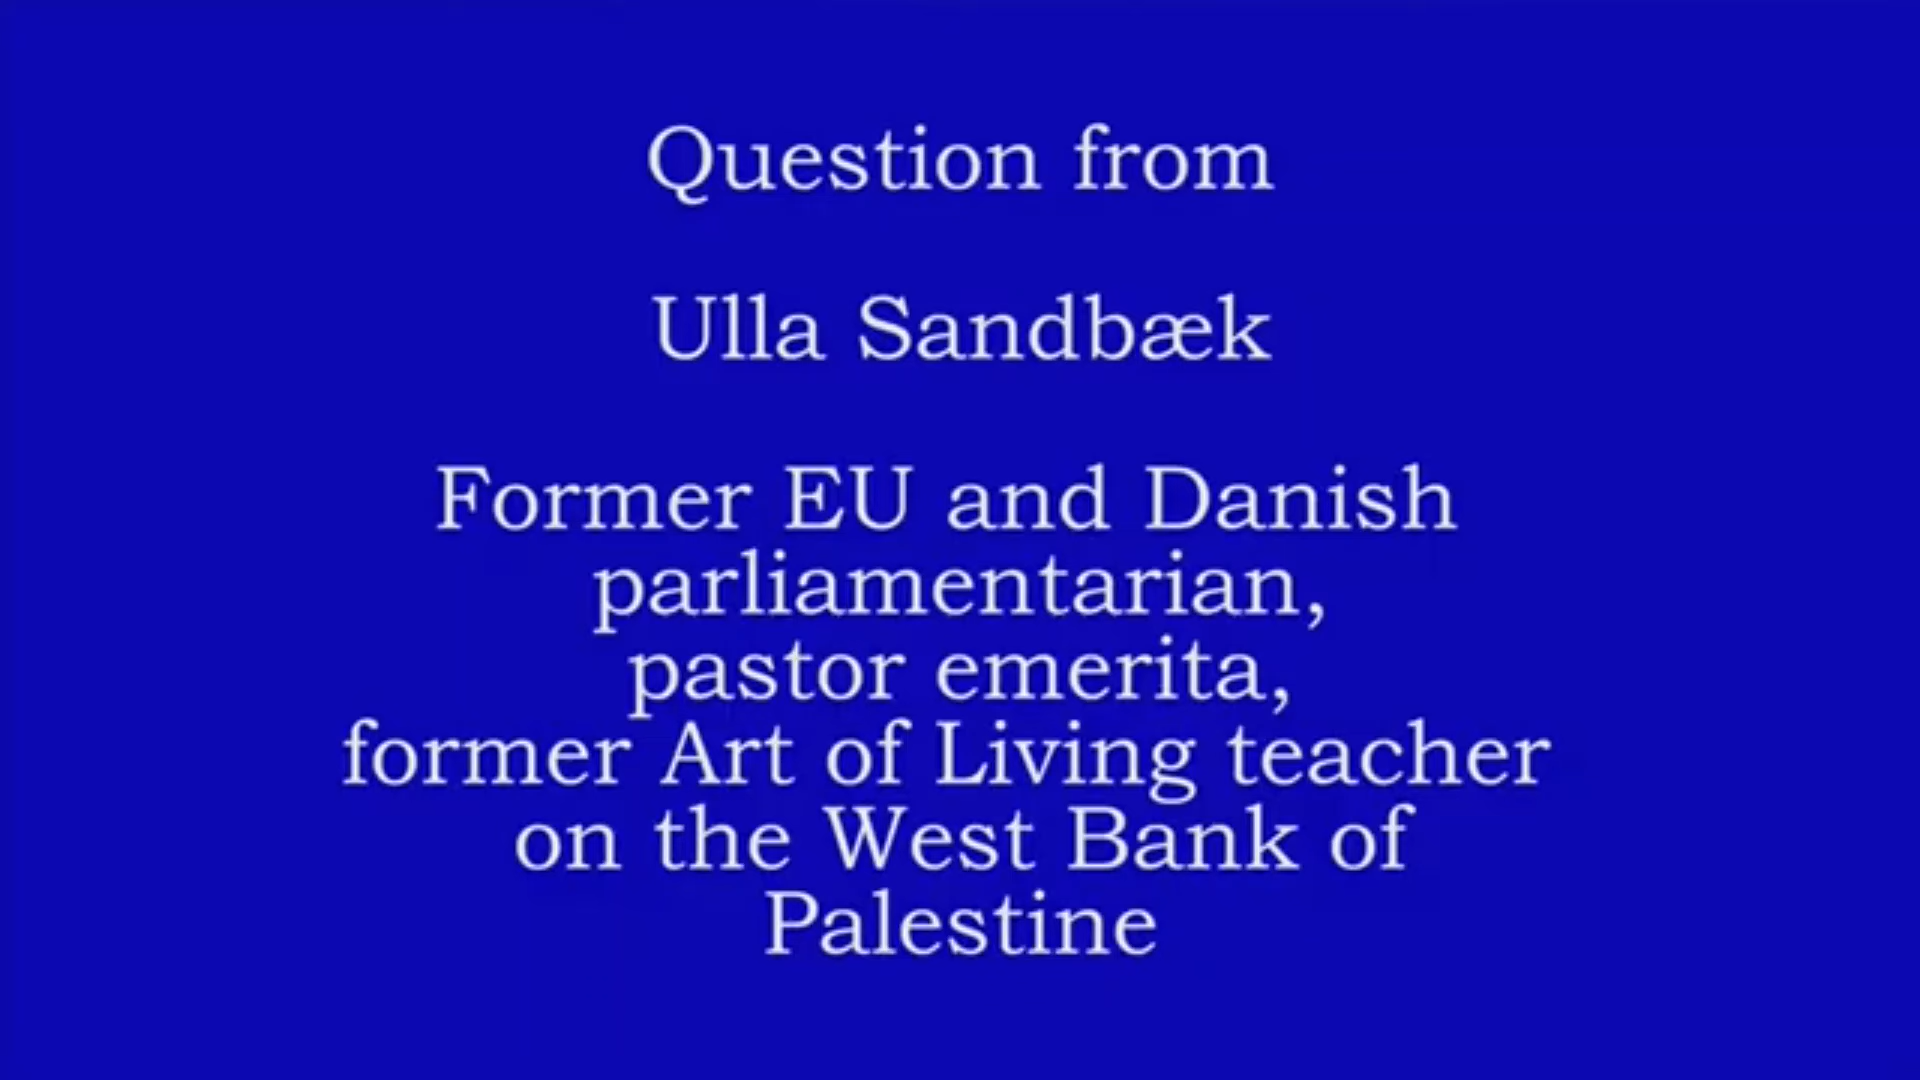 Question from
Ulla Sandbæk
Former EU and Danish
parliamentarian,
pastor emerita,
former Art of Living teacher
on the West Bank of
Palestine